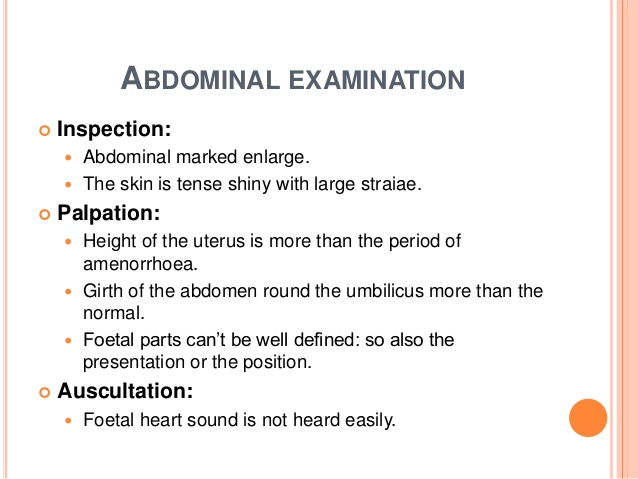 ABDOMINAL EXAMINATION
Inspection:
Abdominal marked enlarge.
The skin is tense shiny with large straiae.
Palpation:
Height of the uterus is more than the period of
amenorrhoea.
Girth of the abdomen round the umbilicus more than the
normal.
Foetal parts can’t be well defined: so also the
presentation or the position.
Auscultation:
Foetal heart sound is not heard easily.